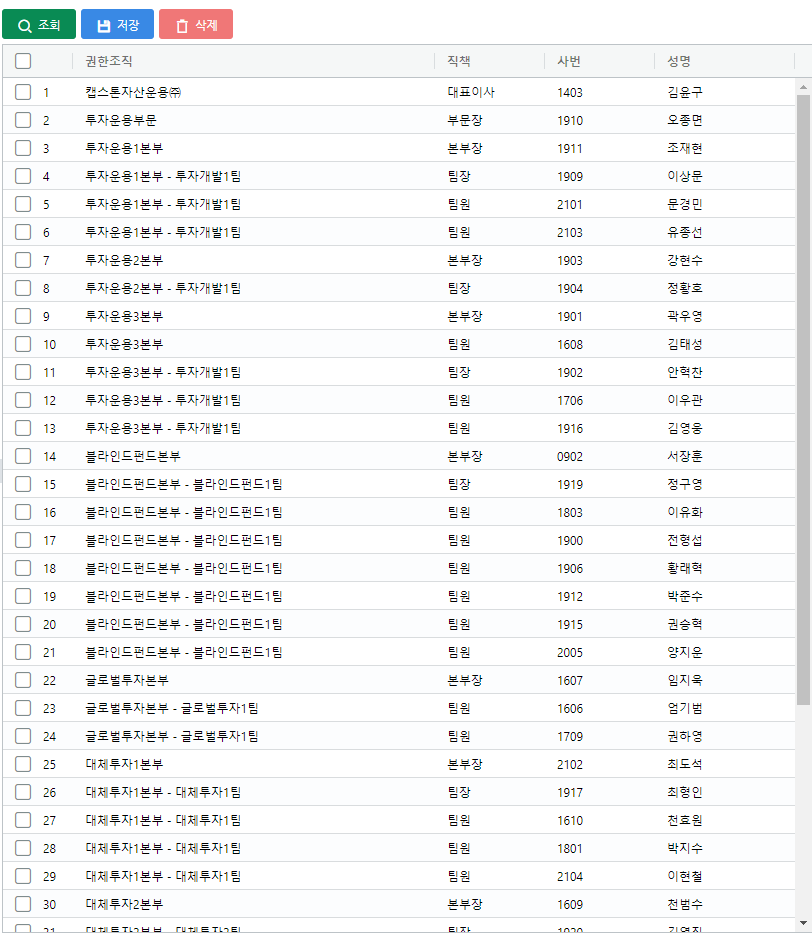 조회 저장 삭제
권한조직 직책 사번 성명
1 캡스톤자산운용㈜ 대표이사 1403 김윤구
2 투자운용부문 부문장 1910 오종면
3 투자운용1본부 본부장 1911 조재현
4 투자운용1본부 - 투자개발1팀 팀장 1909 이상문
5 투자운용1본부 - 투자개발1팀 팀원 2101 문경민
6 투자운용1본부 - 투자개발1팀 팀원 2103 유종선
7 투자운용2본부 본부장 1903 강현수
8 투자운용2본부 - 투자개발1팀 팀장 1904 정황호
9 투자운용3본부 본부장 1901 곽우영
10 투자운용3본부 팀원 1608 김태성
11 투자운용3본부 - 투자개발1팀 팀장 1902 안혁찬
12 투자운용3본부 - 투자개발1팀 팀원 1706 이우관
13 투자운용3본부 - 투자개발1팀 팀원 1916 김영웅
14 블라인드펀드본부 본부장 0902 서장훈
15 블라인드펀드본부 - 블라인드펀드1팀 팀장 1919 정구영
16 블라인드펀드본부 - 블라인드펀드1팀 팀원 1803 이유화
17 블라인드펀드본부 - 블라인드펀드1팀 팀원 1900 전형섭
18 블라인드펀드본부 - 블라인드펀드1팀 팀원 1906 황래혁
19 블라인드펀드본부 - 블라인드펀드1팀 팀원 1912 박준수
20 블라인드펀드본부 - 블라인드펀드1팀 팀원 1915 권승혁
21 블라인드펀드본부 - 블라인드펀드1팀 팀원 2005 양지운
22 글로벌투자본부 본부장 1607 임지욱
23 글로벌투자본부 - 글로벌투자1팀 팀원 1606 엄기범
24 글로벌투자본부 - 글로벌투자1팀 팀원 1709 권하영
25 대체투자1본부 본부장 2102 최도석
26 대체투자1본부 - 대체투자1팀 팀장 1917 최형인
27 대체투자1본부 - 대체투자1팀 팀원 1610 천효원
28 대체투자1본부 - 대체투자1팀 팀원 1801 박지수
29 대체투자1본부 - 대체투자1팀 팀원 2104 이현철
30 대체투자2본부 본부장 1609 천범수